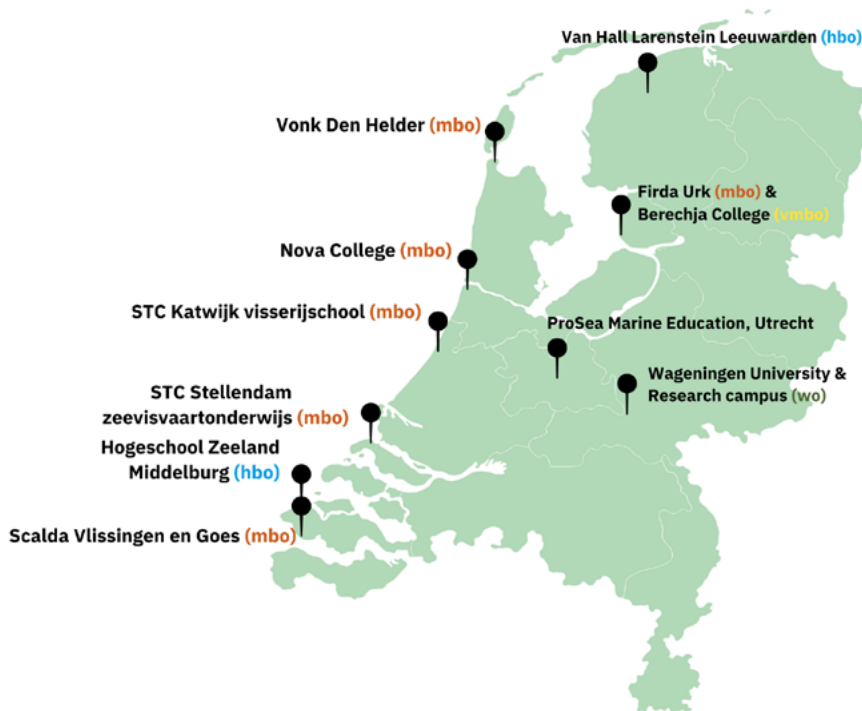 Van Hall Larenstein Leeuwarden (hbo)
Vonk Den Helder (mbo)
Firda Urk (mbo) &
Berechja College (vmbo)
Nova College (mbo)
STC Katwijk visserijschool (mbo)
ProSea Marine Education, Utrecht
Wageningen University &
Research campus (wo)
STC Stellendam
zeevisvaartonderwijs (mbo)
Hogeschool Zeeland
Middelburg (hbo)
Scalda Vlissingen en Goes (mbo)